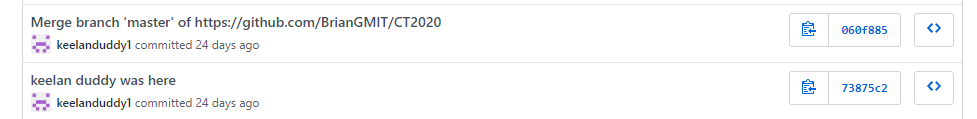 Merge branch 'master' of https://github.com/BrianGMIT/CT2020
keelanduddy1 committed 24 days ago
060f885
keelan duddy was here
keelanduddy1 committed 24 days ago
73875c2